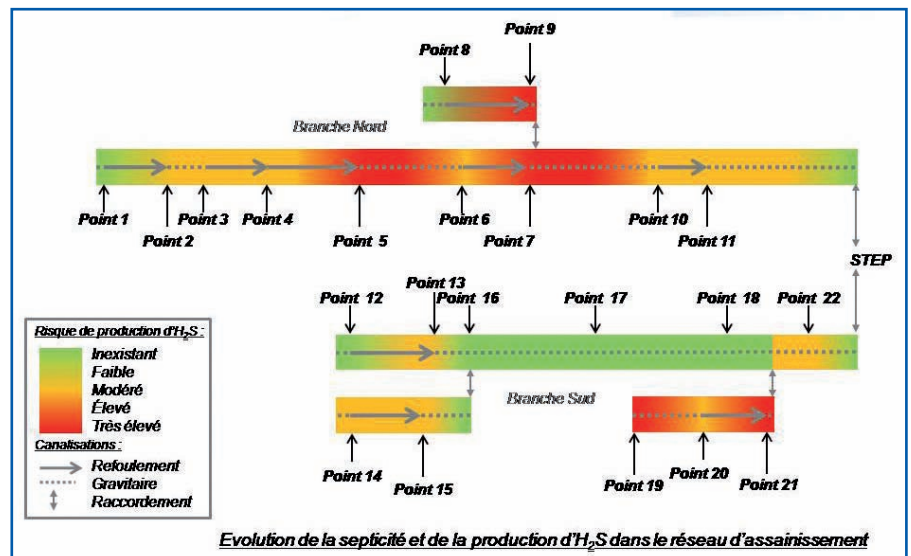 Point 8
Point 9
Branche Nord
Point 1
Point 2
Point 3
Point 4
Point 5
Point 6
Point 7
Point 10
Point 11
STEP
Point 12
Point 13
Point 16
Point 17
Point 18
Point 22
Branche Sud
Point 14
Point 15
Point 19
Point 20
Point 21
Risque de production d'H₂S :
Inexistant
Faible
Modéré
Élevé
Très élevé
Canalisations :
Refoulement
Gravitaire
Raccordement
Evolution de la septicité et de la production d'H₂S dans le réseau d'assainissement